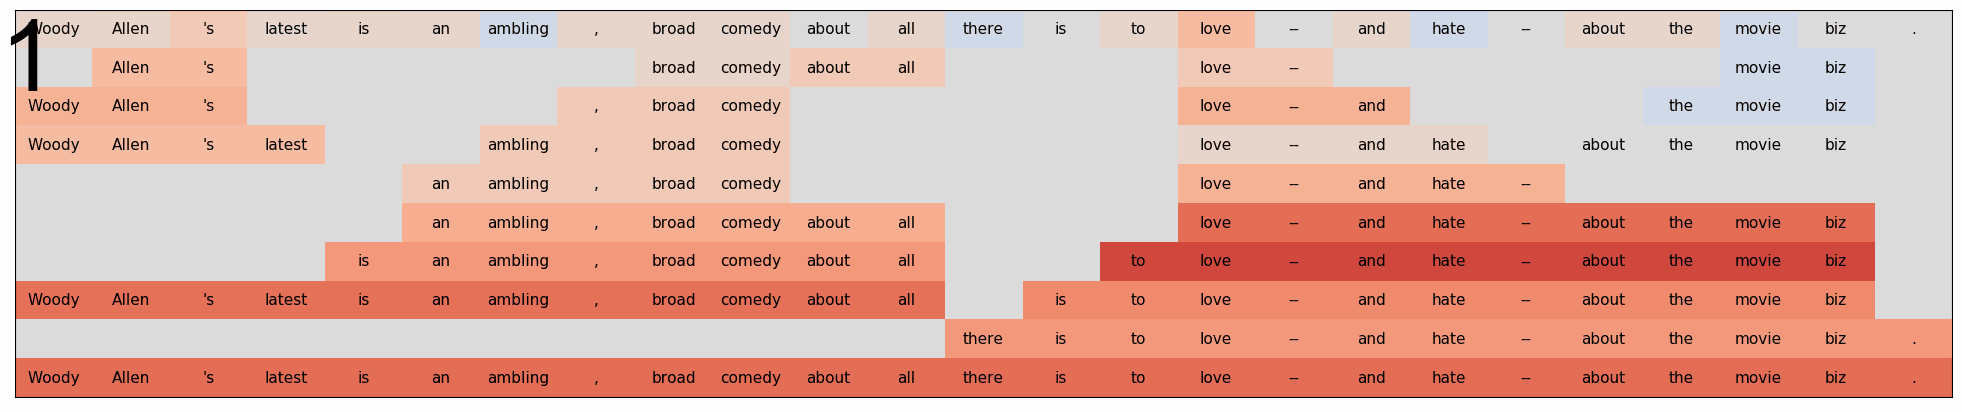 1
Woody Allen 's latest is an ambling , broad comedy about all there is to love -- and hate -- about the movie biz .
Allen 's broad comedy about all love -- movie biz
Woody Allen 's , broad comedy love -- and the movie biz
Woody Allen 's latest ambling , broad comedy love -- and hate about the movie biz
an ambling , broad comedy love -- and hate --
an ambling , broad comedy about all love -- and hate -- about the movie biz
is an ambling , broad comedy about all to love -- and hate -- about the movie biz
Woody Allen 's latest is an ambling , broad comedy about all is to love -- and hate -- about the movie biz
there is to love -- and hate -- about the movie biz .
Woody Allen 's latest is an ambling , broad comedy about all there is to love -- and hate -- about the movie biz .